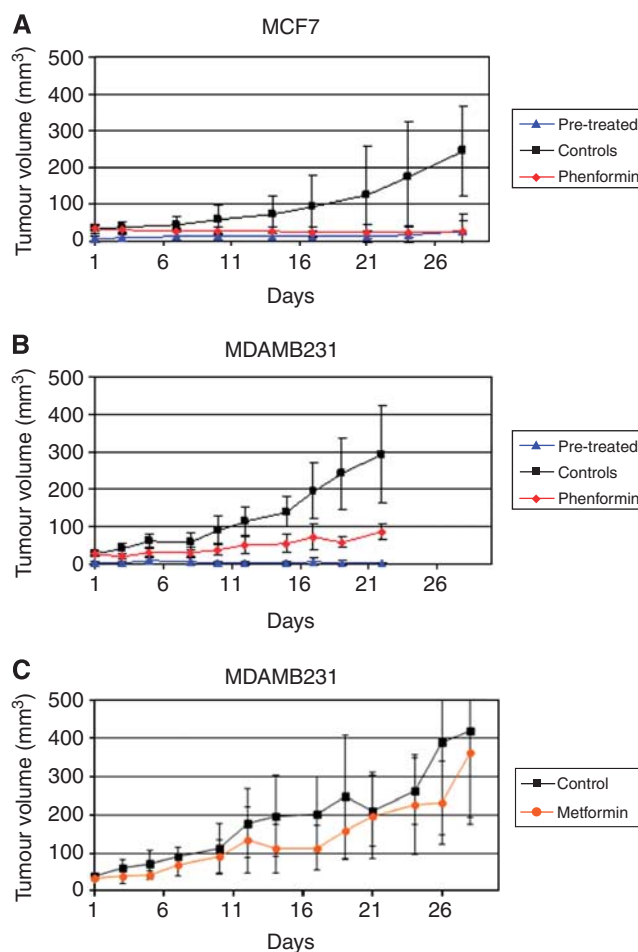 A
MCF7
Tumour volume (mm³)
500
400
300
200
100
0
1
6
11
16
21
26
Days
Pre-treated
Controls
Phenformin
B
MDAMB231
Tumour volume (mm³)
500
400
300
200
100
0
1
6
11
16
21
26
Days
Pre-treated
Controls
Phenformin
C
MDAMB231
Tumour volume (mm³)
500
400
300
200
100
0
1
6
11
16
21
26
Days
Control
Metformin